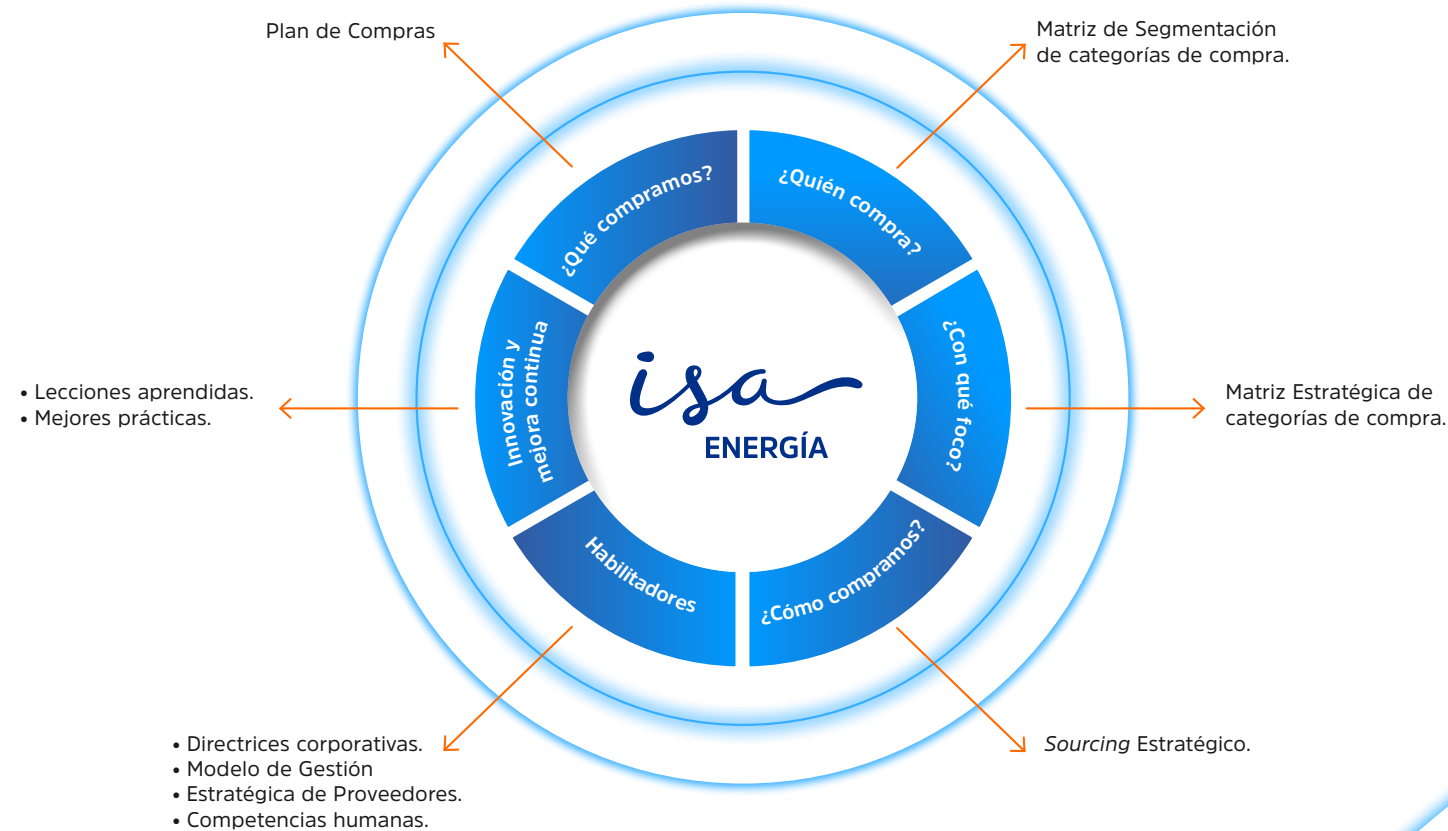 Plan de Compras
Matriz de Segmentación
de categorías de compra.
¿Qué compramos?
¿Quién compra?
¿Con qué foco?
Matriz Estratégica de
categorías de compra.
Innovación y
mejora continua
• Lecciones aprendidas.
• Mejores prácticas.
isa
ENERGÍA
Habilitadores
¿Cómo compramos?
• Directrices corporativas.
• Modelo de Gestión
• Estratégica de Proveedores.
• Competencias humanas.
Sourcing Estratégico.